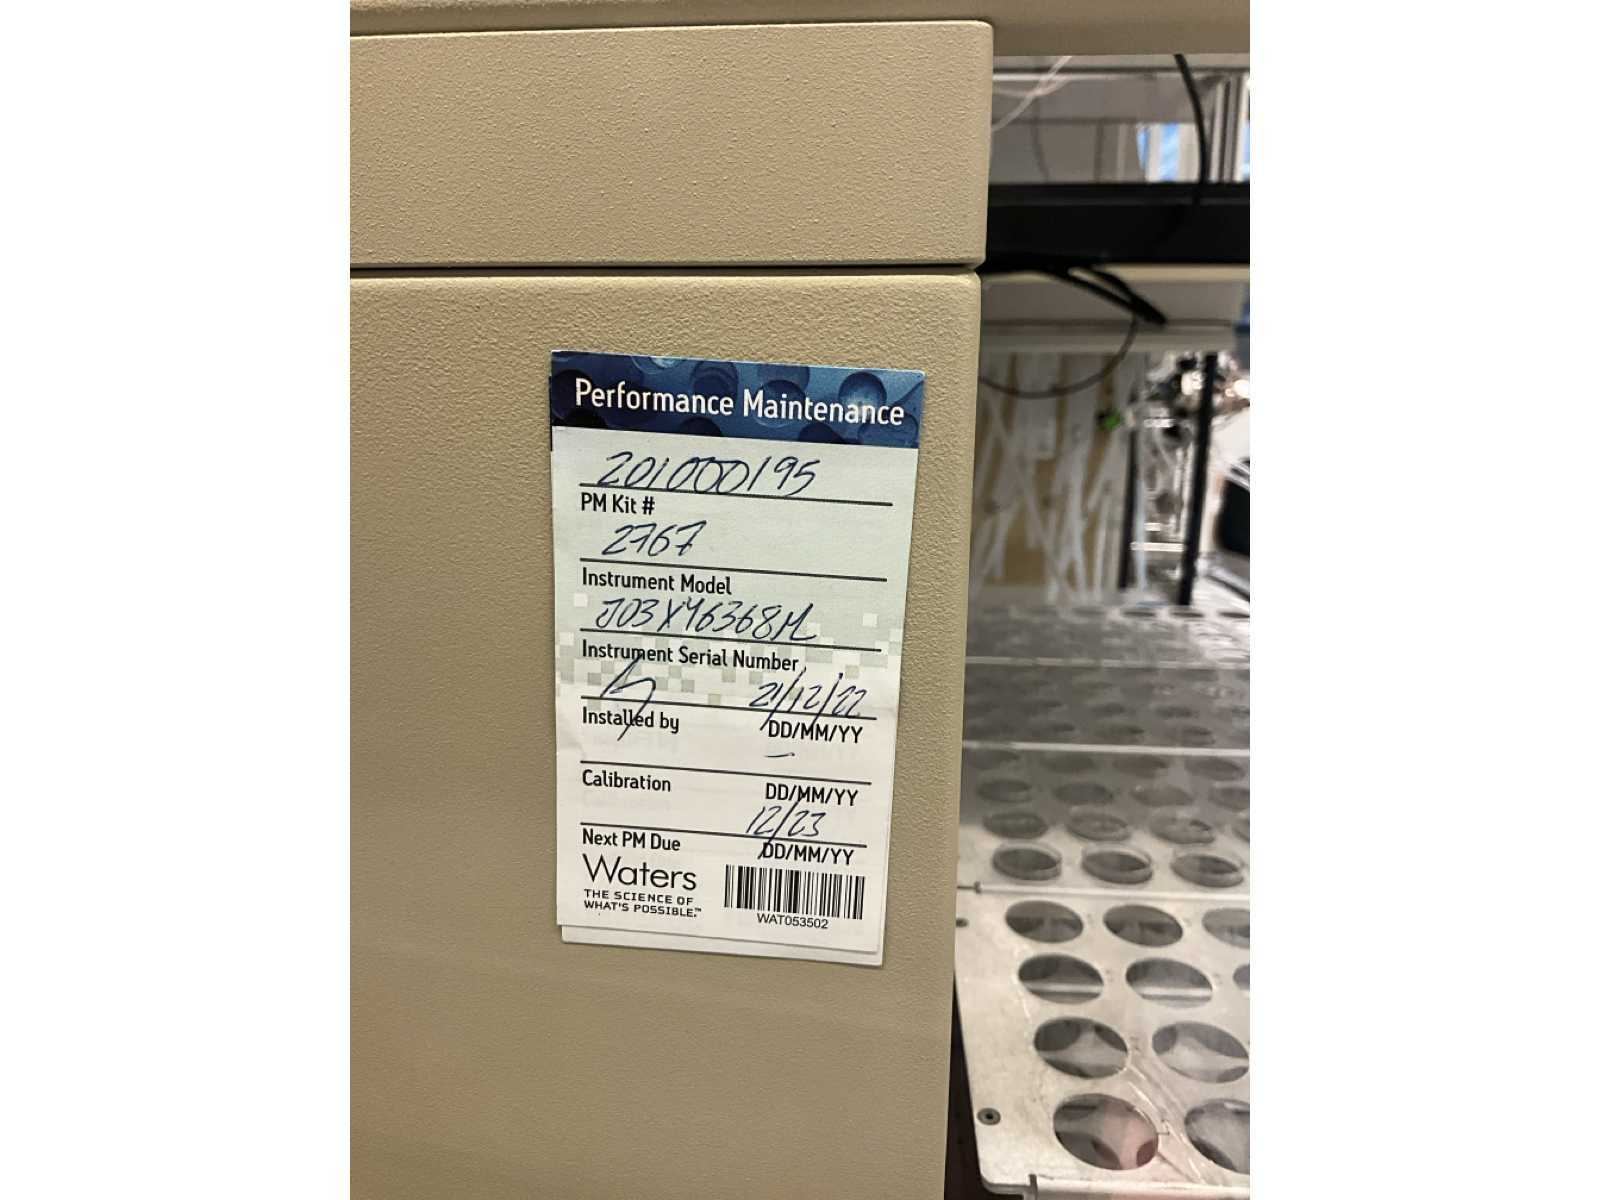 Performance Maintenance
201000195
PM Kit #
2767
Instrument Model
J03X46368M
Instrument Serial Number
21/12/22
Installed by DD/MM/YY
–
Calibration DD/MM/YY
12/23
Next PM Due DD/MM/YY
Waters
THE SCIENCE OF
WHAT'S POSSIBLE.™
WAT053502